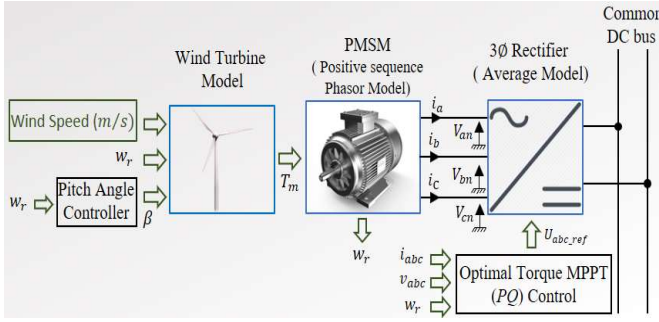 Common
DC bus
PMSM
( Positive sequence
Phasor Model)
3Ø Rectifier
( Average Model)
Wind Turbine
Model
Wind Speed (m/s)
w_r
w_r
Pitch Angle
Controller
β
T_m
i_a
i_b
i_C
V_an
V_bn
V_cn
w_r
U_abc_ref
i_abc
v_abc
w_r
Optimal Torque MPPT
(PQ) Control